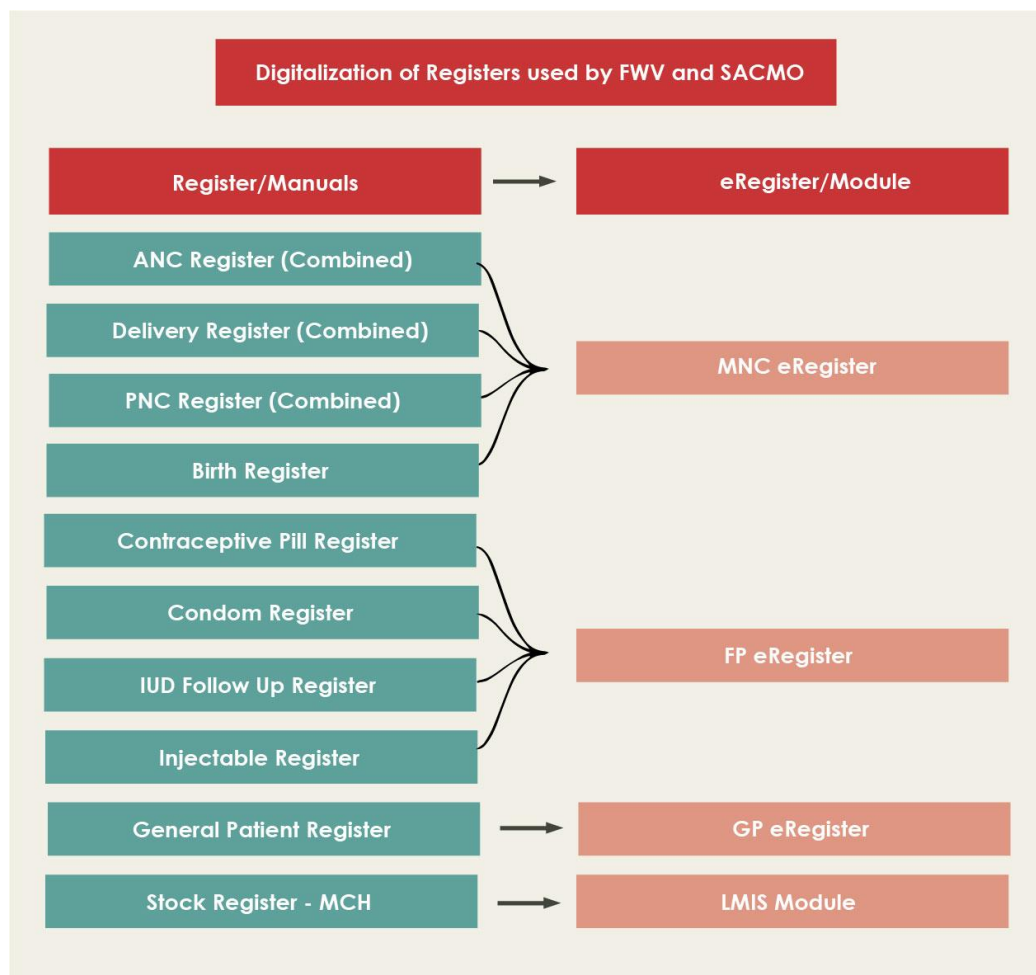 Digitalization of Registers used by FWV and SACMO
Register/Manuals
eRegister/Module
ANC Register (Combined)
Delivery Register (Combined)
PNC Register (Combined)
Birth Register
MNC eRegister
Contraceptive Pill Register
Condom Register
IUD Follow Up Register
Injectable Register
FP eRegister
General Patient Register
GP eRegister
Stock Register - MCH
LMIS Module